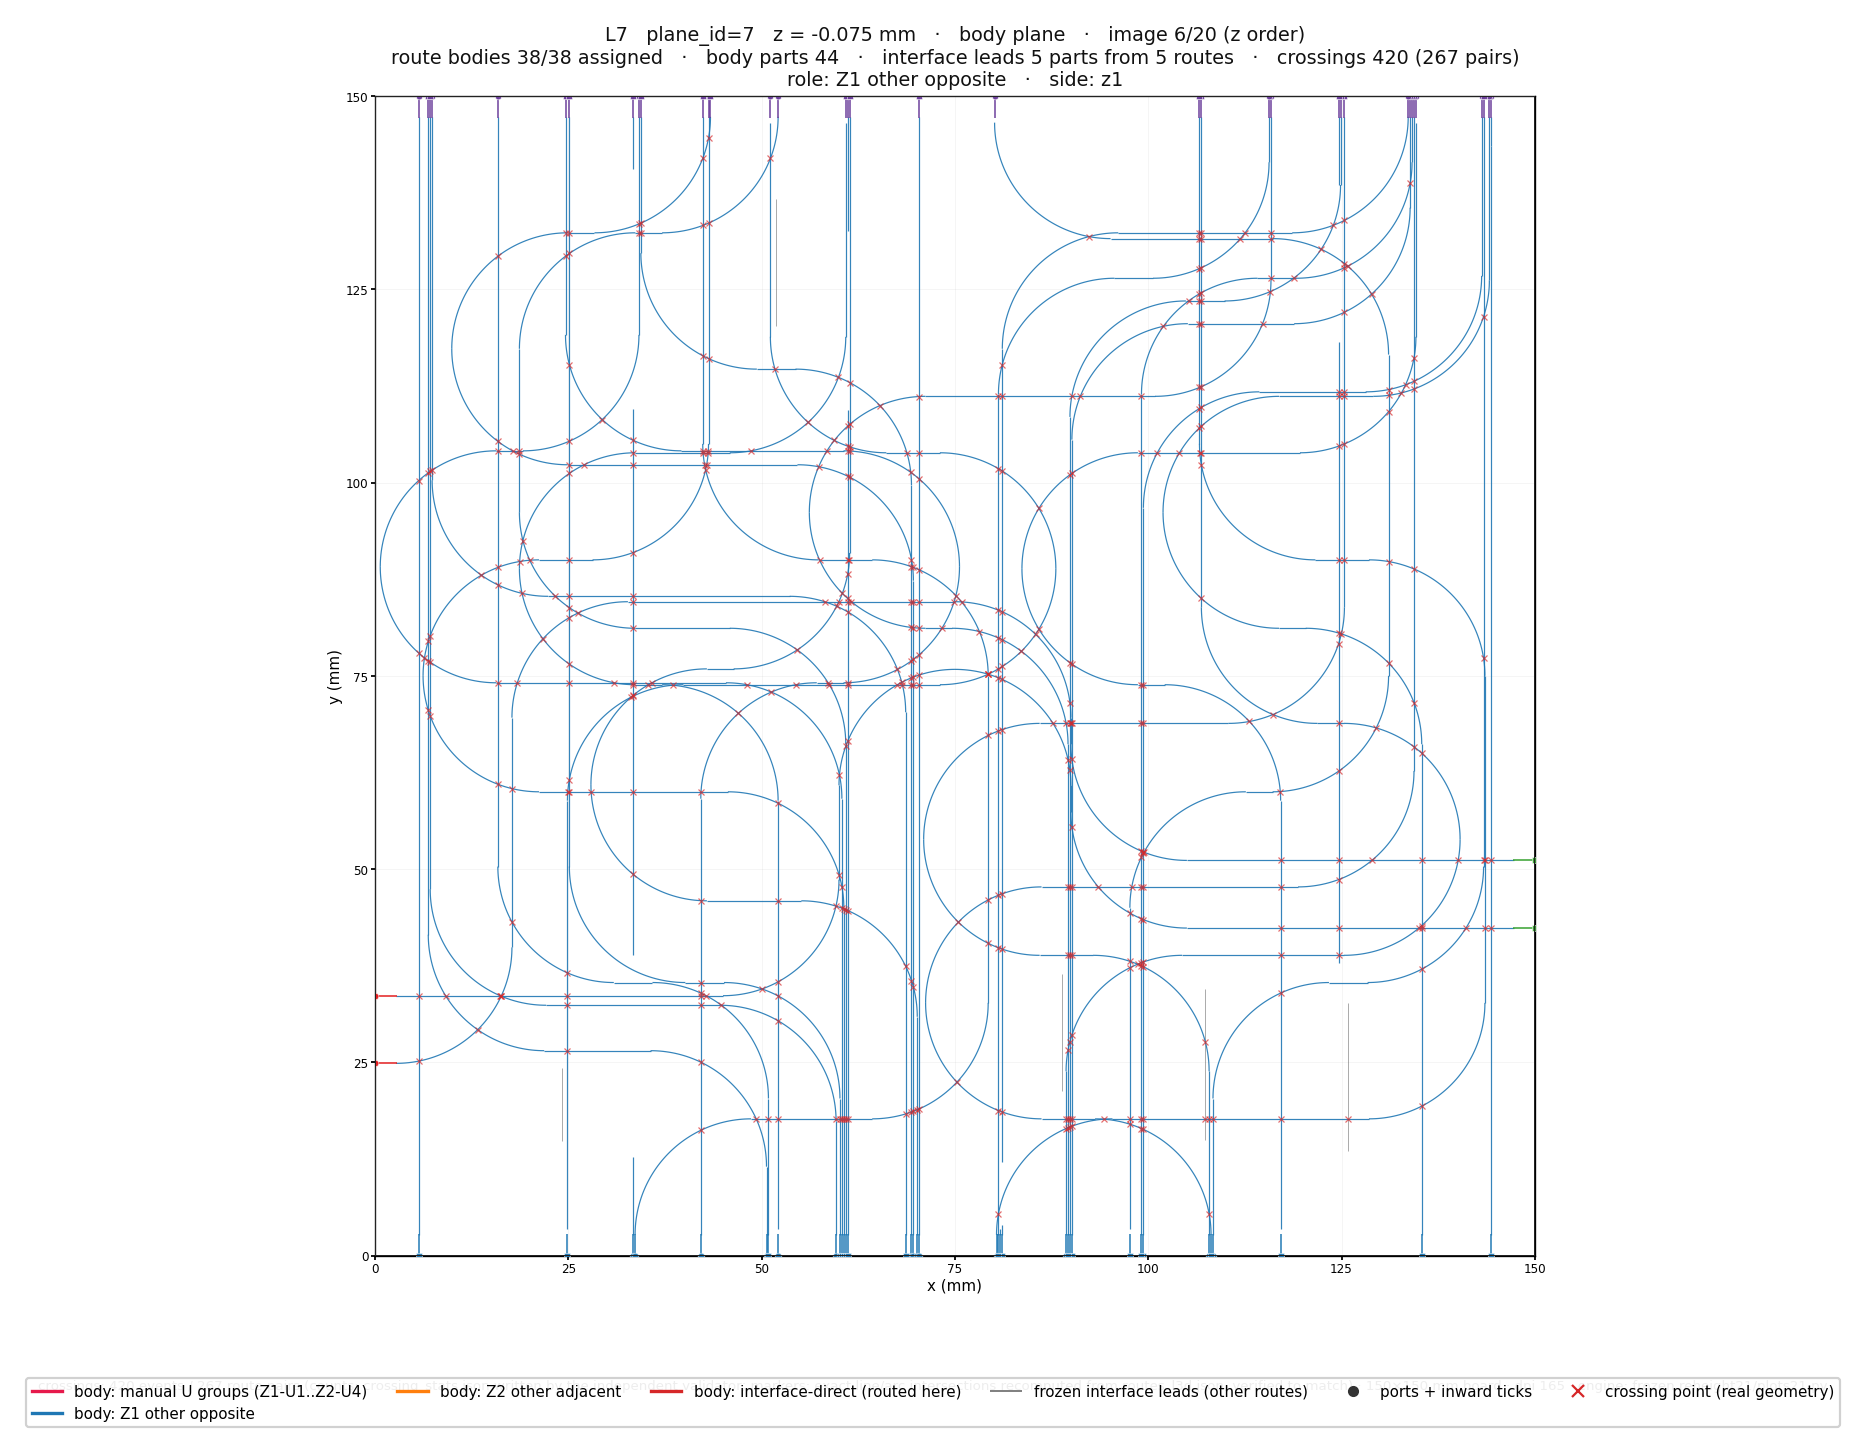 L7 plane_id=7 z = -0.075 mm · body plane · image 6/20 (z order)
route bodies 38/38 assigned · body parts 44 · interface leads 5 parts from 5 routes · crossings 420 (267 pairs)
role: Z1 other opposite · side: z1
150
125
100
75
50
25
0
y (mm)
0 25 50 75 100 125 150
x (mm)
body: manual U groups (Z1-U1..Z2-U4) body: Z2 other adjacent body: interface-direct (routed here) frozen interface leads (other routes) ports + inward ticks crossing point (real geometry)
body: Z1 other opposite